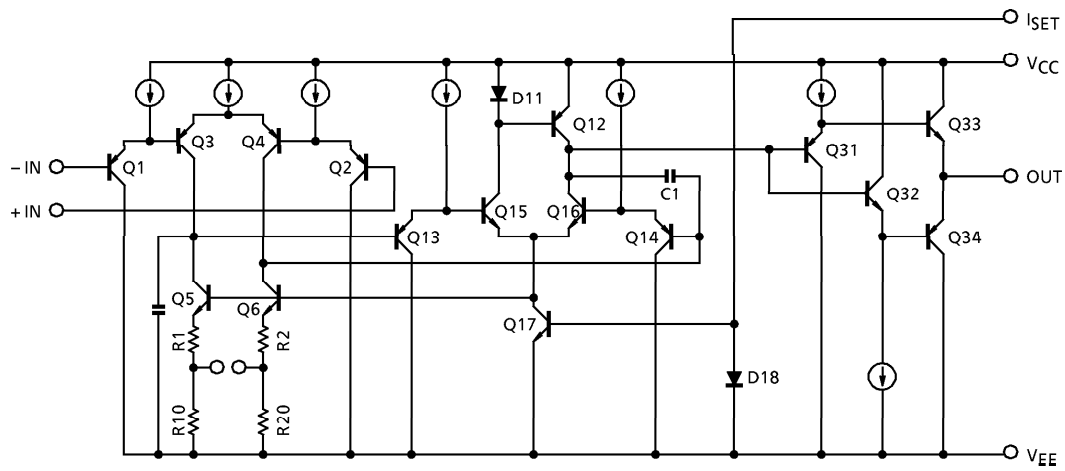 ISET
VCC
D11
Q3
Q4
Q12
Q33
-IN
Q1
Q2
Q31
OUT
+IN
C1
Q32
Q15
Q16
Q13
Q14
Q34
Q5
Q6
Q17
R1
R2
D18
R10
R20
VEE